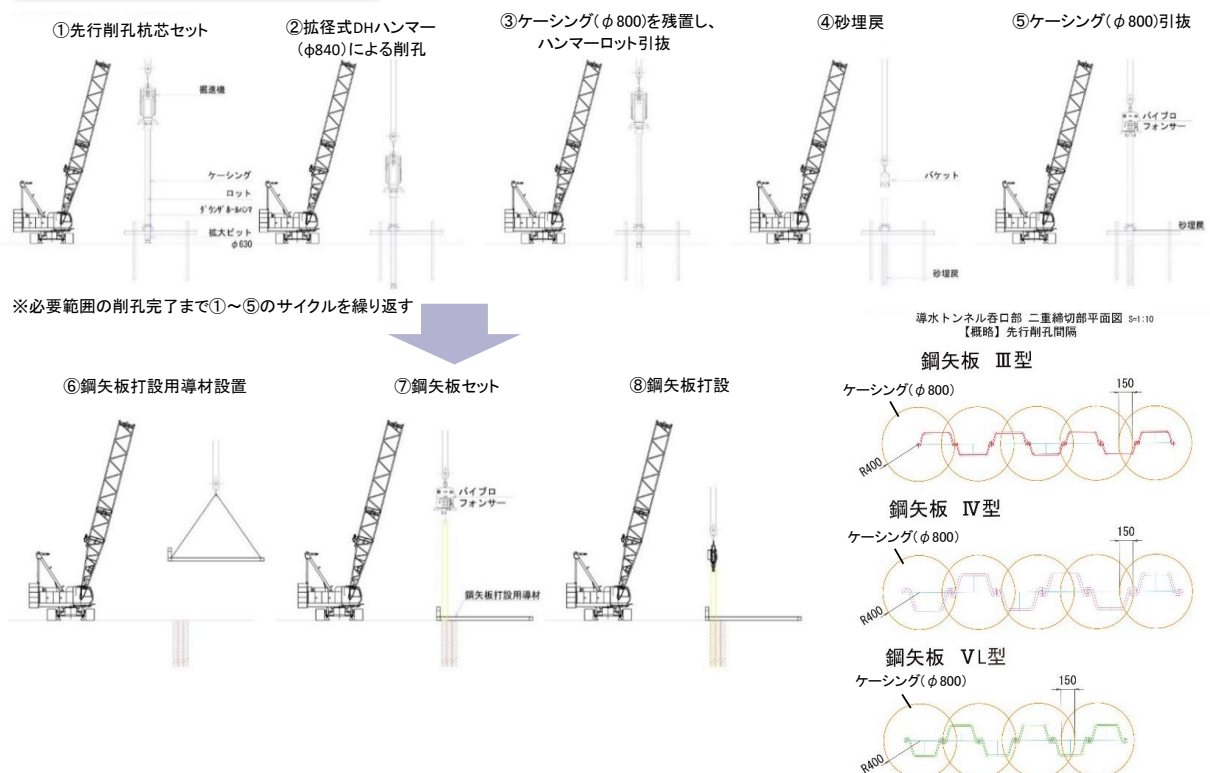 ①先行削孔杭芯セット
②拡径式DHハンマー
(φ840)による削孔
③ケーシング(φ800)を残置し、
ハンマーロット引抜
④砂埋戻
⑤ケーシング(φ800)引抜
掘進機
ケーシング
ロット
ダウンザホールハンマ
拡大ビット
φ630
バケット
砂埋戻
バイブロ
フォンサー
砂埋戻
※必要範囲の削孔完了まで①～⑤のサイクルを繰り返す
⑥鋼矢板打設用導材設置
⑦鋼矢板セット
⑧鋼矢板打設
バイブロ
フォンサー
鋼矢板打設用導材
導水トンネル呑口部 二重締切部平面図 S=1:10
【概略】先行削孔間隔
鋼矢板 Ⅲ型
ケーシング(φ800)
150
R400
鋼矢板 Ⅳ型
ケーシング(φ800)
150
R400
鋼矢板 ⅤL型
ケーシング(φ800)
150
R400